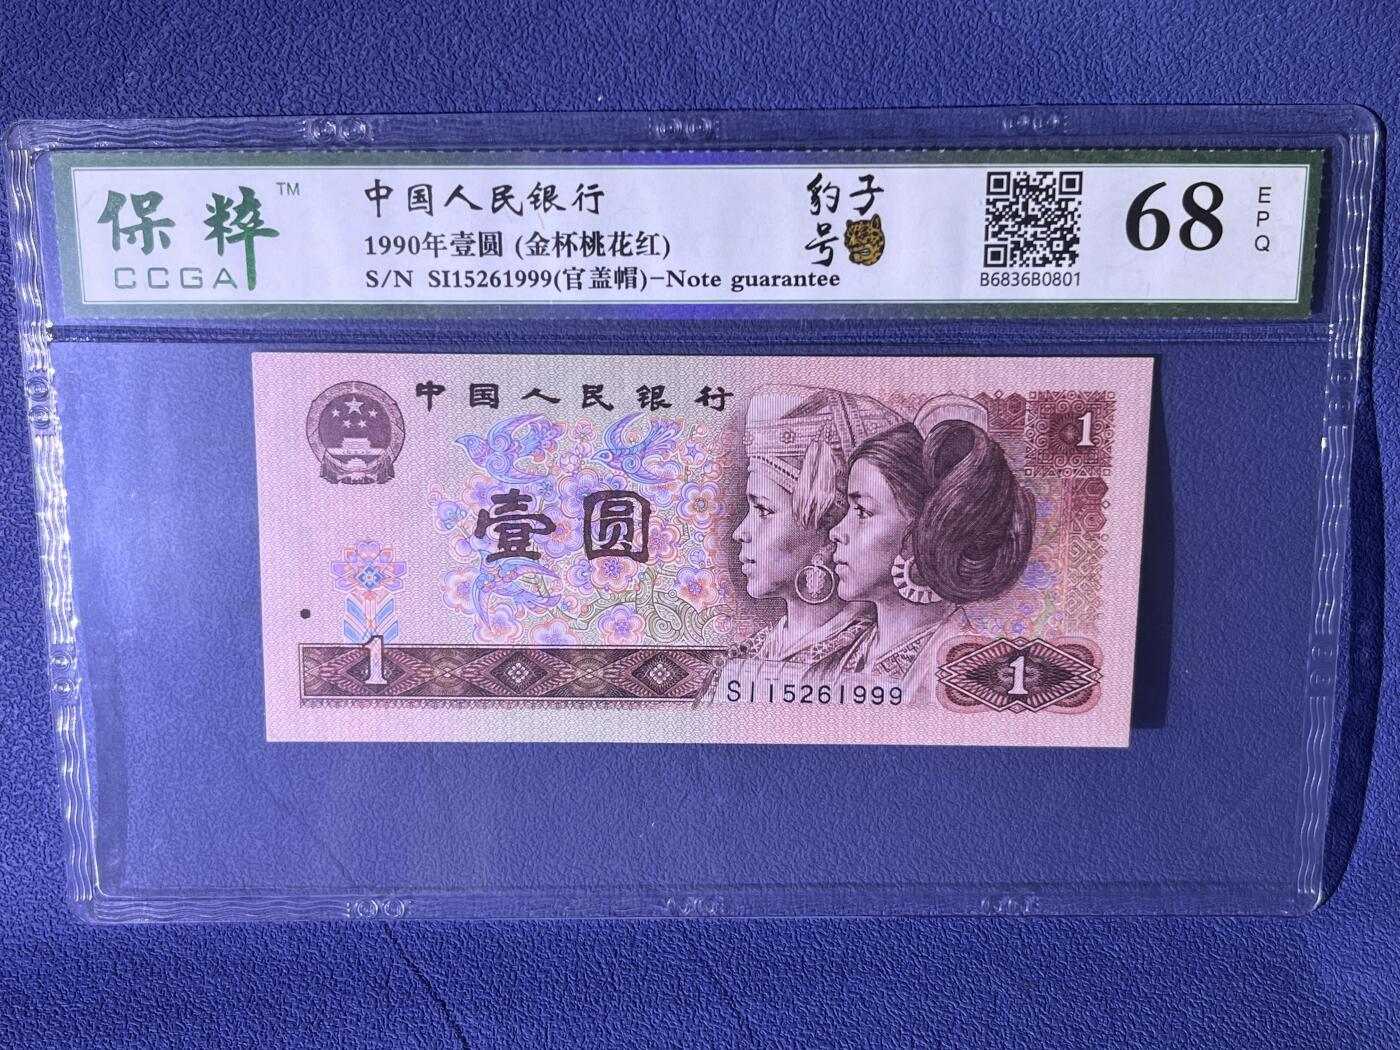 保粹™
CCGA
中国人民银行
1990年壹圆 (金杯桃花红)
S/N SI15261999(官盖帽)-Note guarantee
豹子
号
B6836B0801
68
EPQ
中国人民银行
1
壹圆
1
SI15261999
1